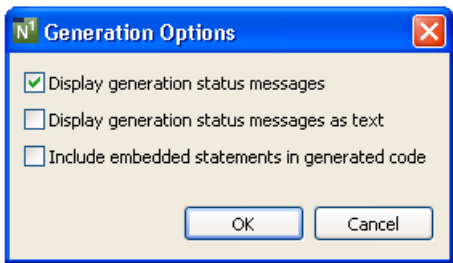 N¹ Generation Options
Display generation status messages
Display generation status messages as text
Include embedded statements in generated code
OK Cancel